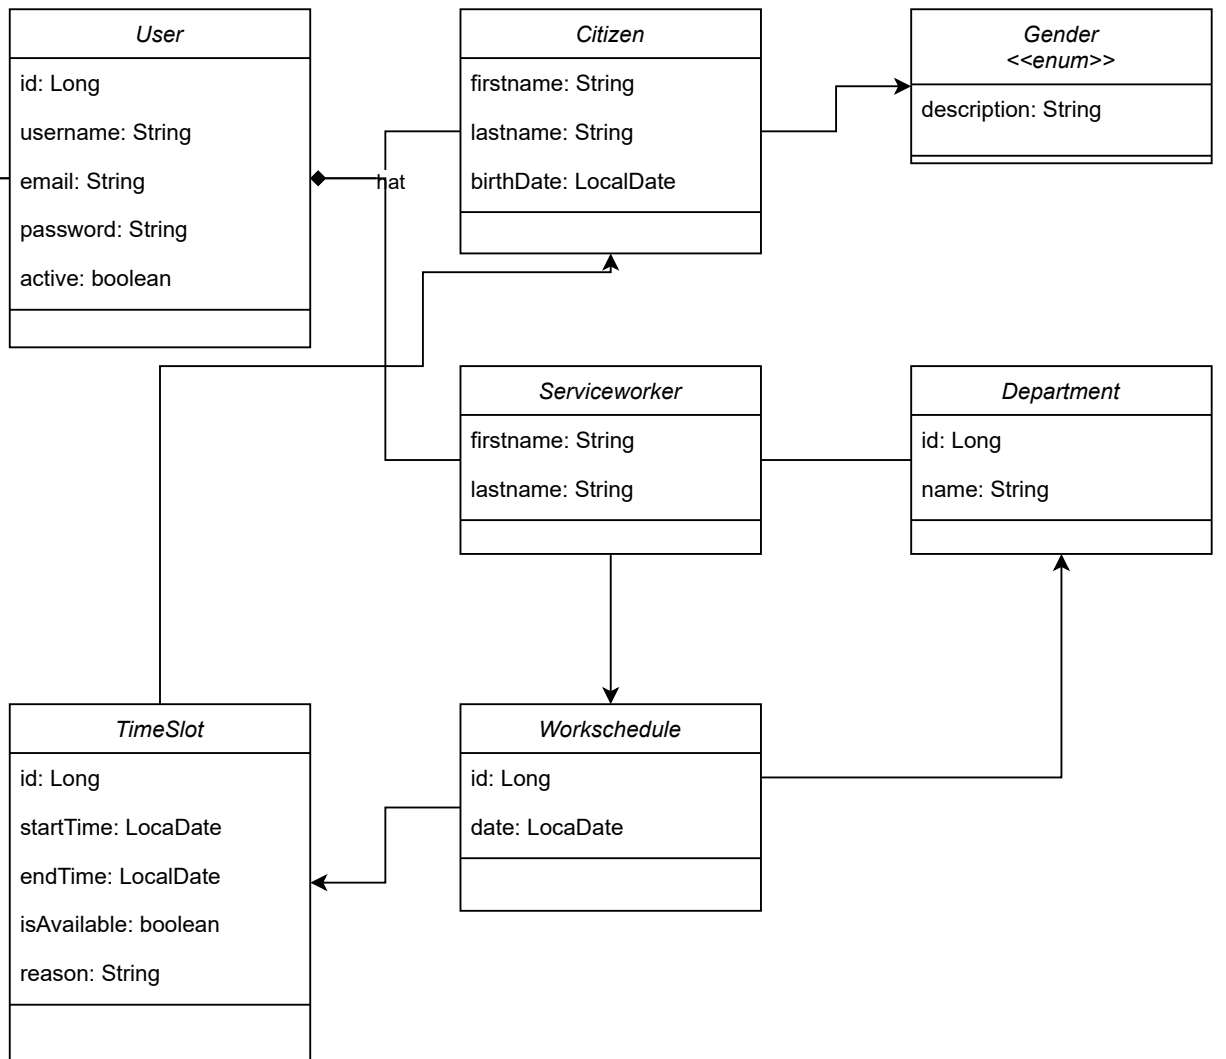 User
id: Long
username: String
email: String
password: String
active: boolean
hat
Citizen
firstname: String
lastname: String
birthDate: LocalDate
Gender
<<enum>>
description: String
Serviceworker
firstname: String
lastname: String
Department
id: Long
name: String
TimeSlot
id: Long
startTime: LocaDate
endTime: LocalDate
isAvailable: boolean
reason: String
Workschedule
id: Long
date: LocaDate